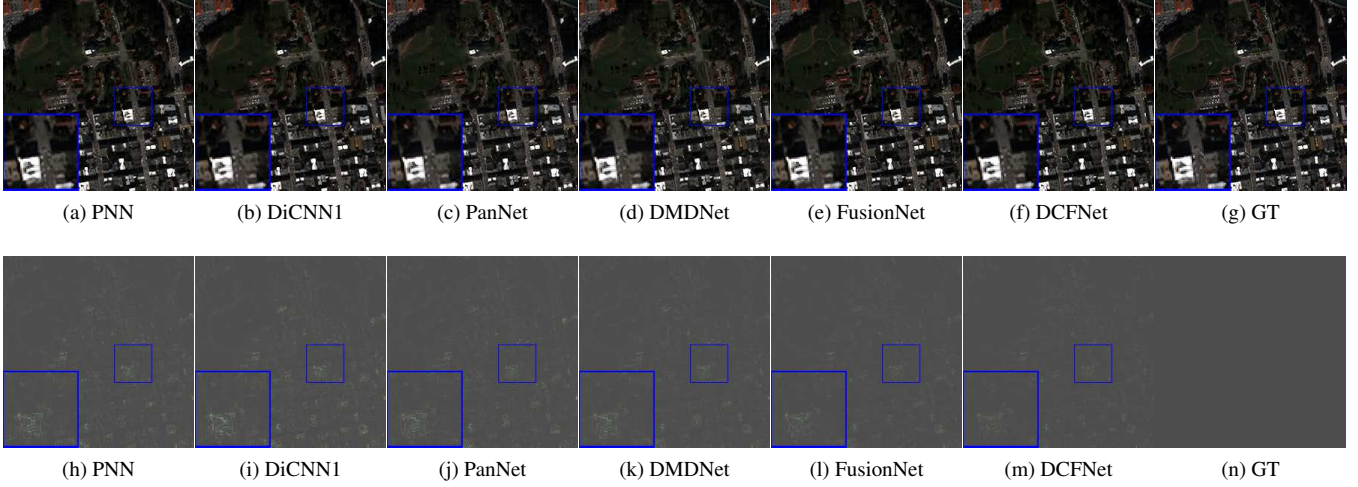 (a) PNN (b) DiCNN1 (c) PanNet (d) DMDNet (e) FusionNet (f) DCFNet (g) GT
(h) PNN (i) DiCNN1 (j) PanNet (k) DMDNet (l) FusionNet (m) DCFNet (n) GT